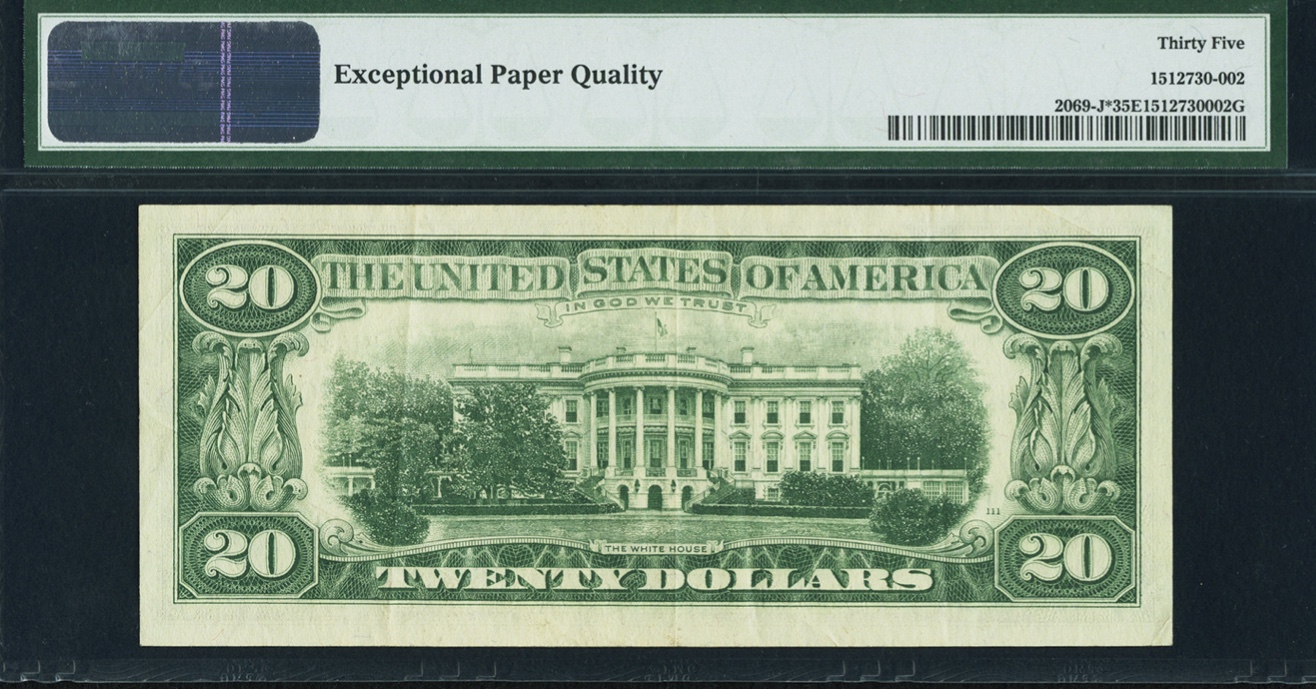 Exceptional Paper Quality
Thirty Five
1512730-002
2069-J*35E1512730002G
20 THE UNITED STATES OF AMERICA 20
IN GOD WE TRUST
111
THE WHITE HOUSE
20 TWENTY DOLLARS 20